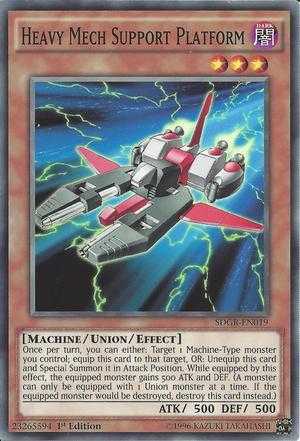 HEAVY MECH SUPPORT PLATFORM
DARK
闇
SDGR-EN019
[MACHINE/UNION/EFFECT]
Once per turn, you can either: Target 1 Machine-Type monster
you control; equip this card to that target, OR: Unequip this card
and Special Summon it in Attack Position. While equipped by this
effect, the equipped monster gains 500 ATK and DEF. (A monster
can only be equipped with 1 Union monster at a time. If the
equipped monster would be destroyed, destroy this card instead.)
ATK/ 500 DEF/ 500
23265594 1st Edition ©1996 KAZUKI TAKAHASHI